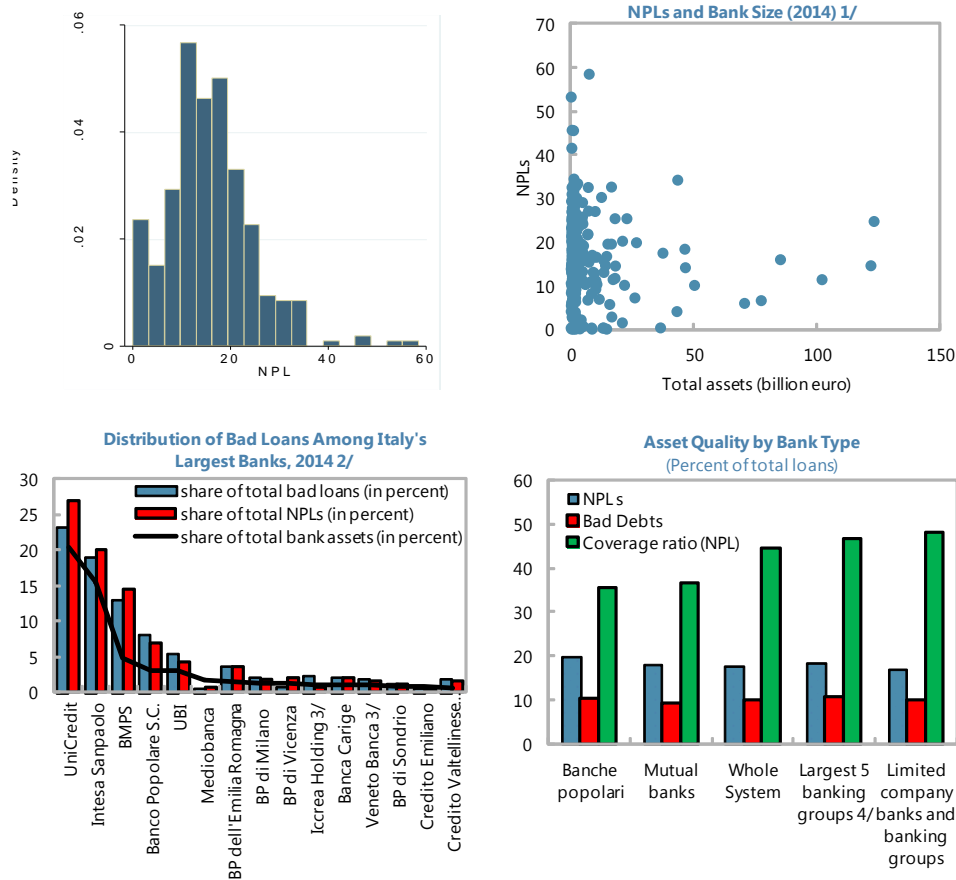 .06
.04
.02
0
Density
0
20
40
60
NPL
NPLs and Bank Size (2014) 1/
70
60
50
40
30
20
10
0
NPLs
0
50
100
150
Total assets (billion euro)
Distribution of Bad Loans Among Italy's
Largest Banks, 2014 2/
30
25
20
15
10
5
0
share of total bad loans (in percent)
share of total NPLs (in percent)
share of total bank assets (in percent)
UniCredit
Intesa Sanpaolo
BMPS
Banco Popolare S.C.
UBI
Mediobanca
BP dell'Emilia Romagna
BP di Milano
BP di Vicenza
Iccrea Holding 3/
Banca Carige
Veneto Banca 3/
BP di Sondrio
Credito Emiliano
Credito Valtellinese..
Asset Quality by Bank Type
(Percent of total loans)
60
50
40
30
20
10
0
NPLs
Bad Debts
Coverage ratio (NPL)
Banche
popolari
Mutual
banks
Whole
System
Largest 5
banking
groups 4/
Limited
company
banks and
banking
groups